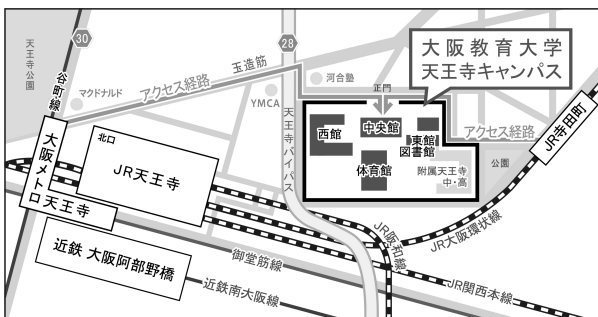 30
28
大阪教育大学
天王寺キャンパス
天王寺公園
谷町線
マクドナルド
アクセス経路
玉造筋
YMCA
河合塾
正門
天王寺バイパス
西館
中央館
東館
図書館
体育館
附属天王寺
中・高
アクセス経路
公園
JR寺田町
北口
JR天王寺
大阪メトロ
天王寺
近鉄 大阪阿部野橋
御堂筋線
近鉄南大阪線
JR阪和線
JR大阪環状線
JR関西本線